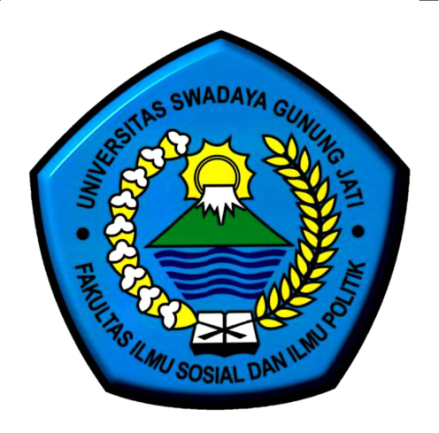 UNIVERSITAS SWADAYA GUNUNG JATI
FAKULTAS ILMU SOSIAL DAN ILMU POLITIK